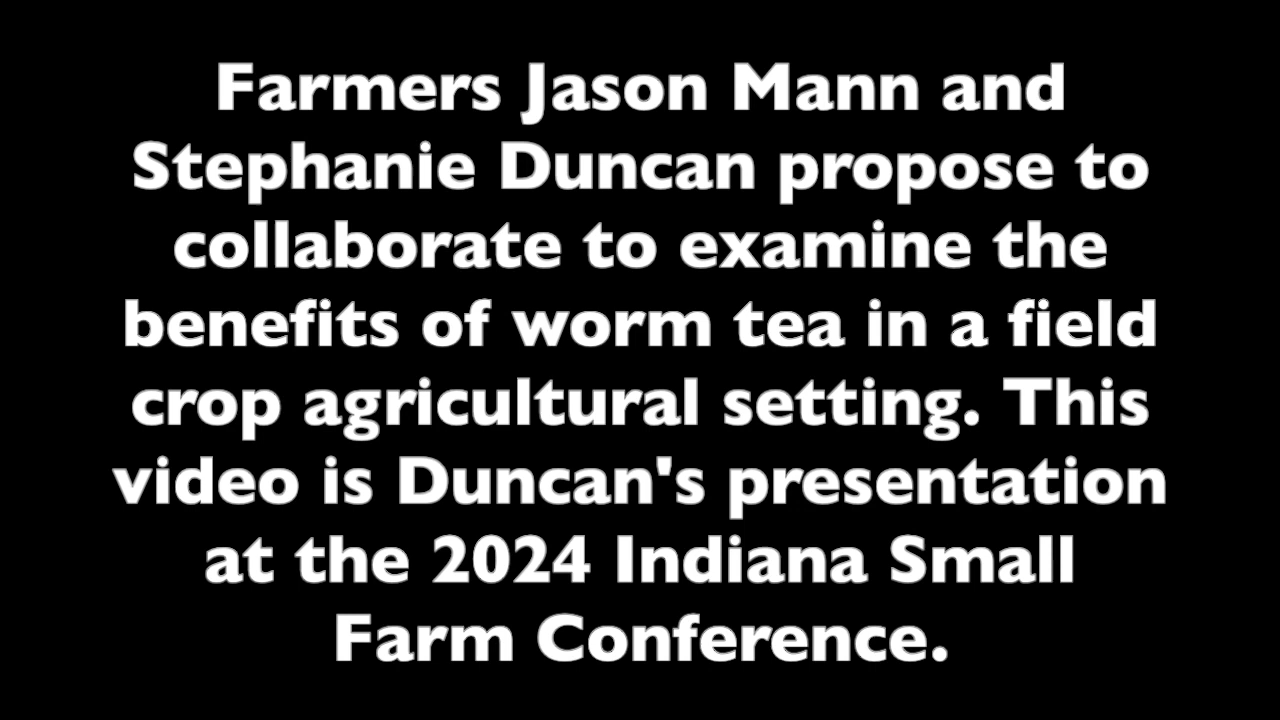 Farmers Jason Mann and
Stephanie Duncan propose to
collaborate to examine the
benefits of worm tea in a field
crop agricultural setting. This
video is Duncan's presentation
at the 2024 Indiana Small
Farm Conference.